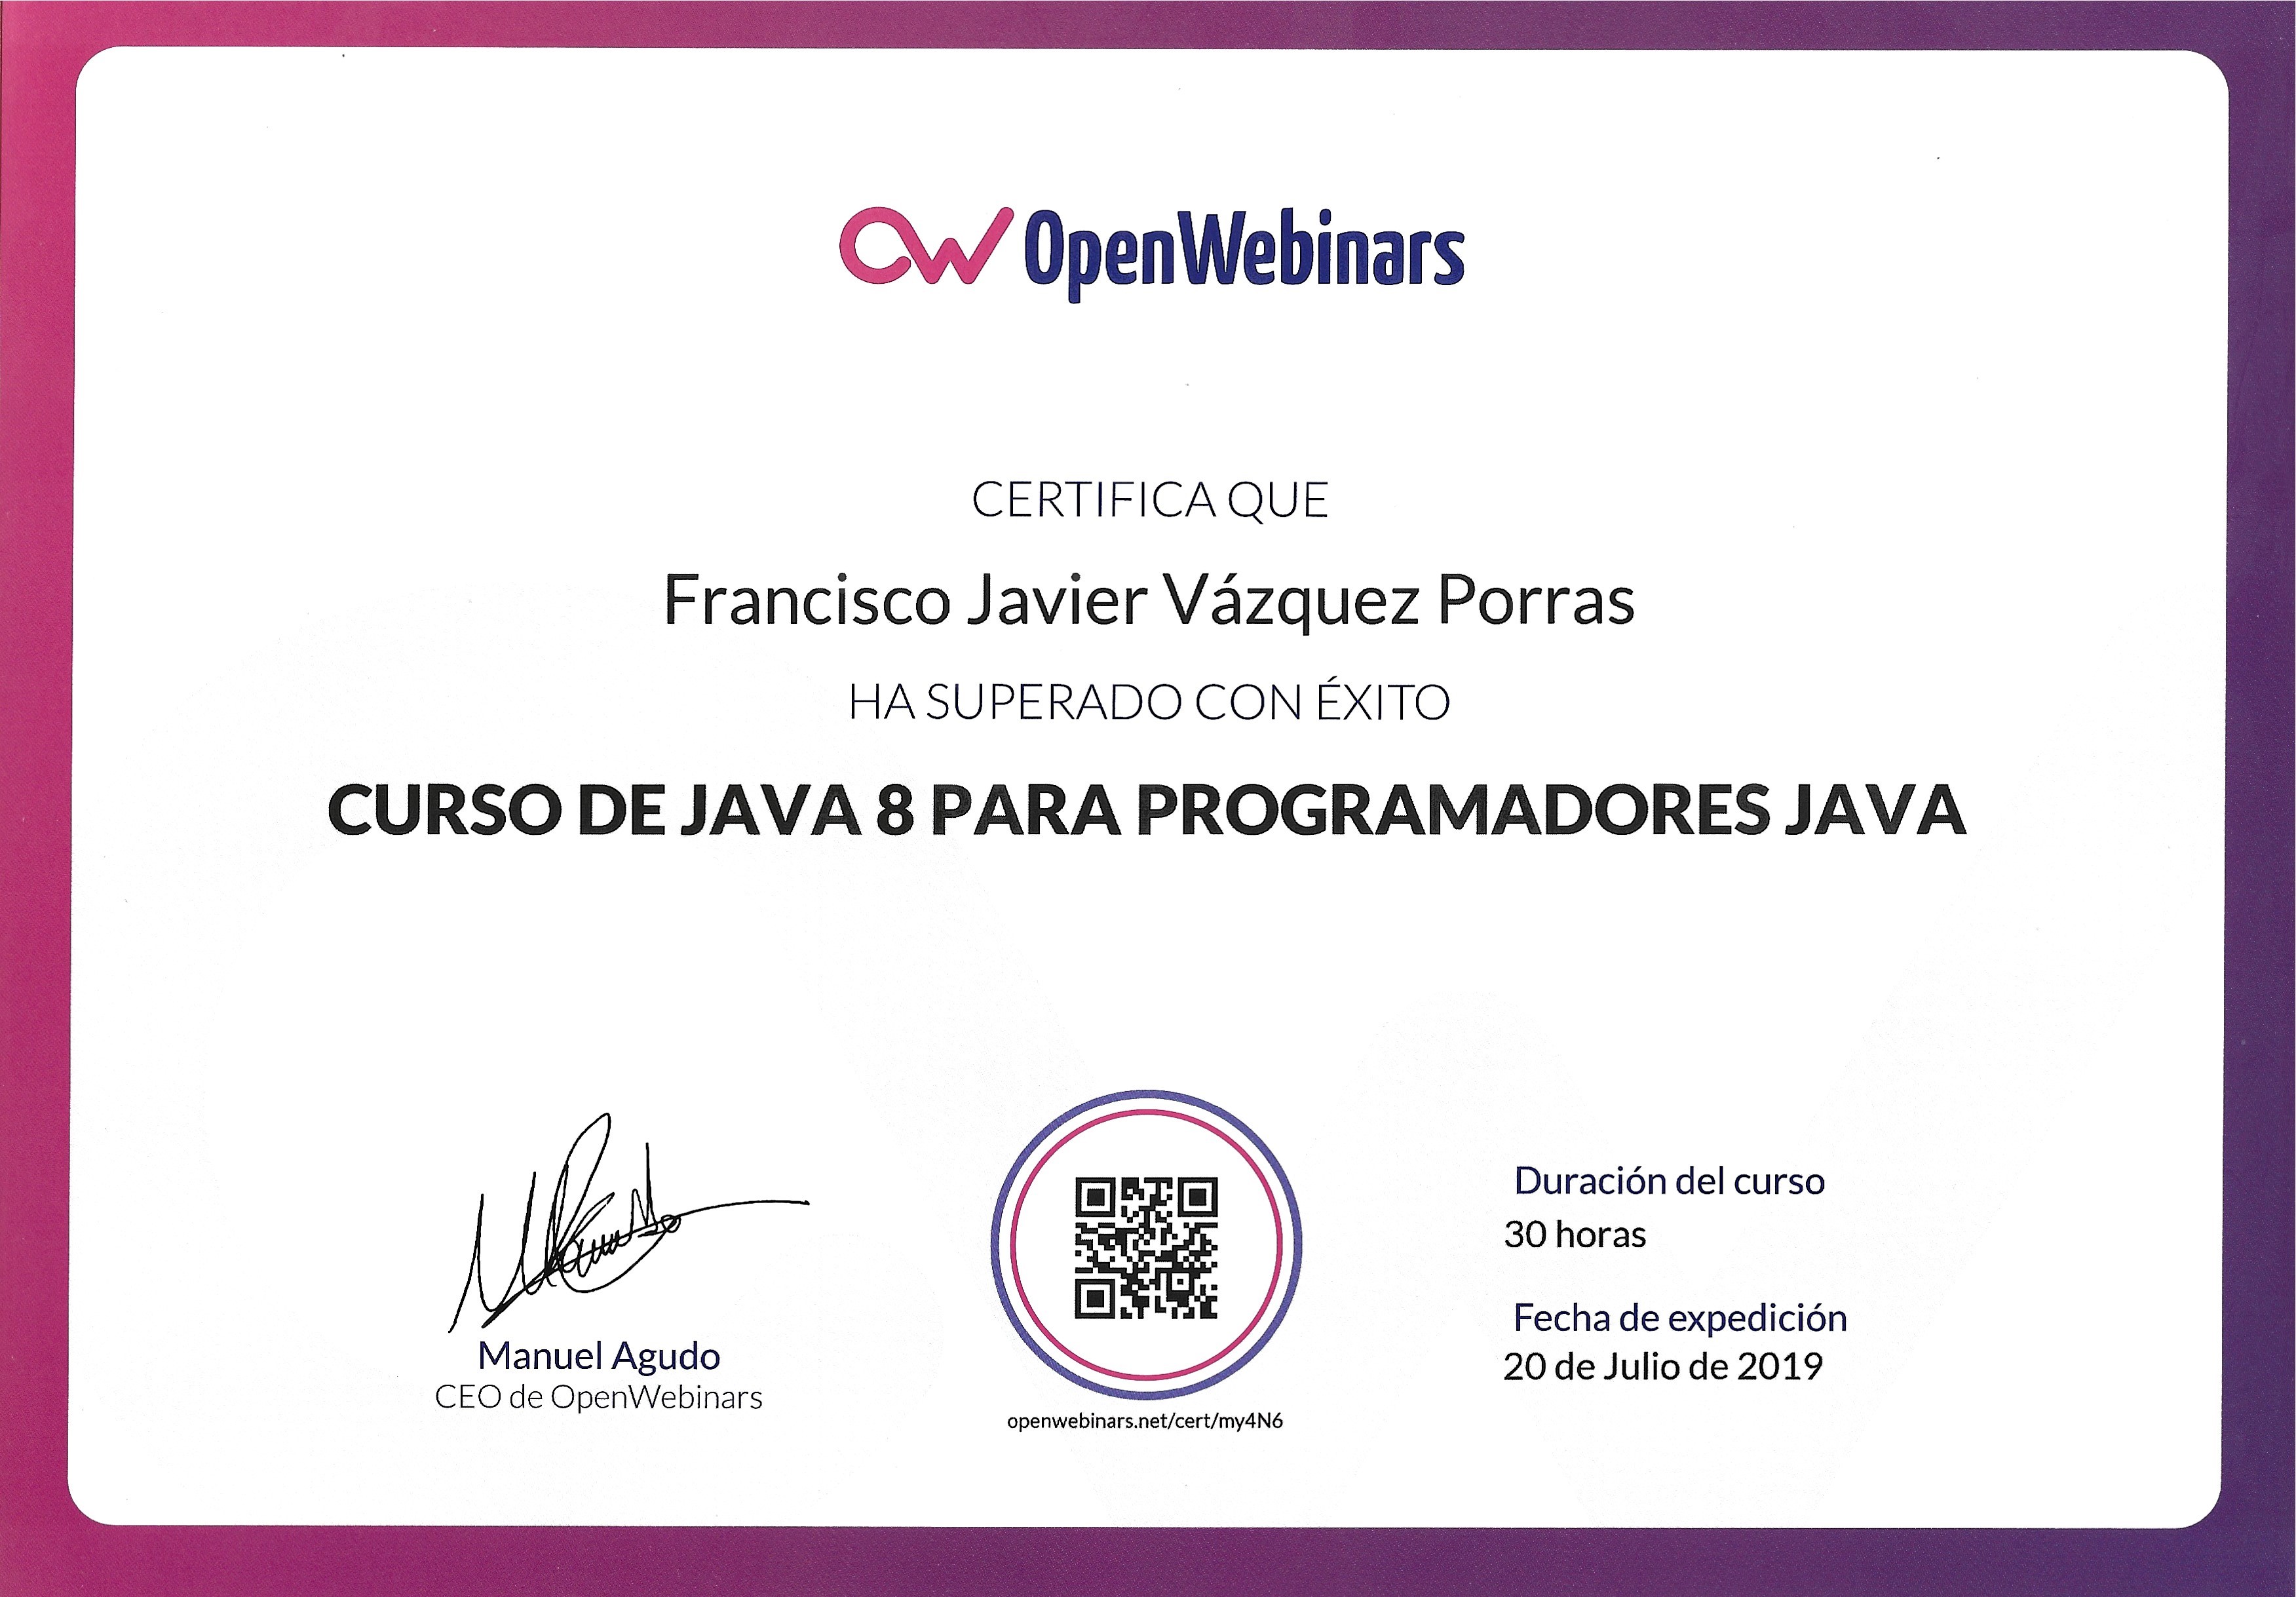 OpenWebinars
CERTIFICA QUE
Francisco Javier Vázquez Porras
HA SUPERADO CON ÉXITO
CURSO DE JAVA 8 PARA PROGRAMADORES JAVA
Manuel Agudo
CEO de OpenWebinars
openwebinars.net/cert/my4N6
Duración del curso
30 horas
Fecha de expedición
20 de Julio de 2019